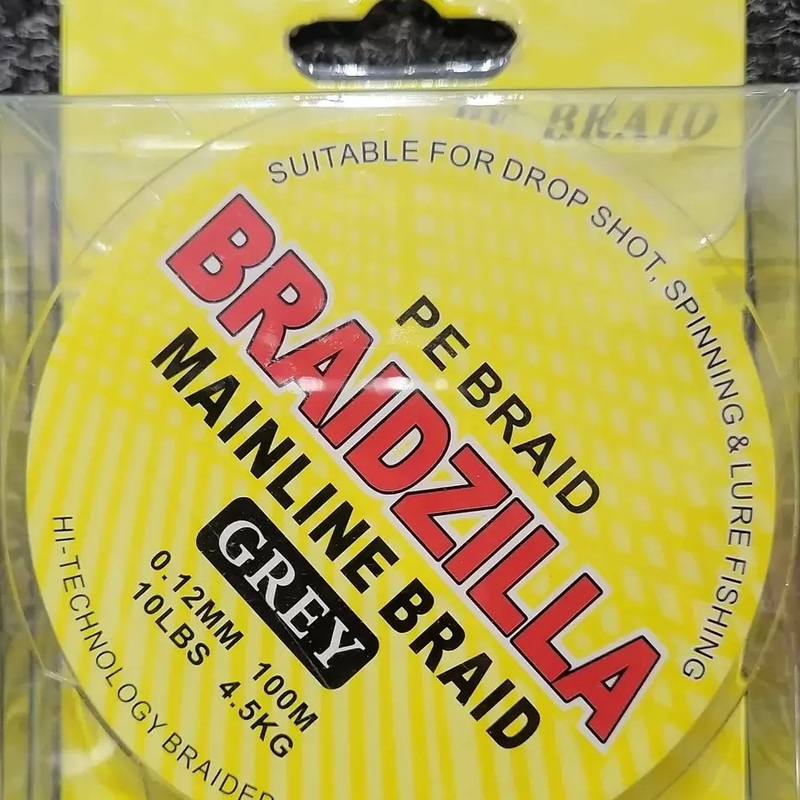 PE BRAID
SUITABLE FOR DROP SHOT, SPINNING & LURE FISHING
PE BRAID
BRAIDZILLA
MAINLINE BRAID
GREY
0.12MM 100M
10LBS 4.5KG
HI-TECHNOLOGY BRAIDED